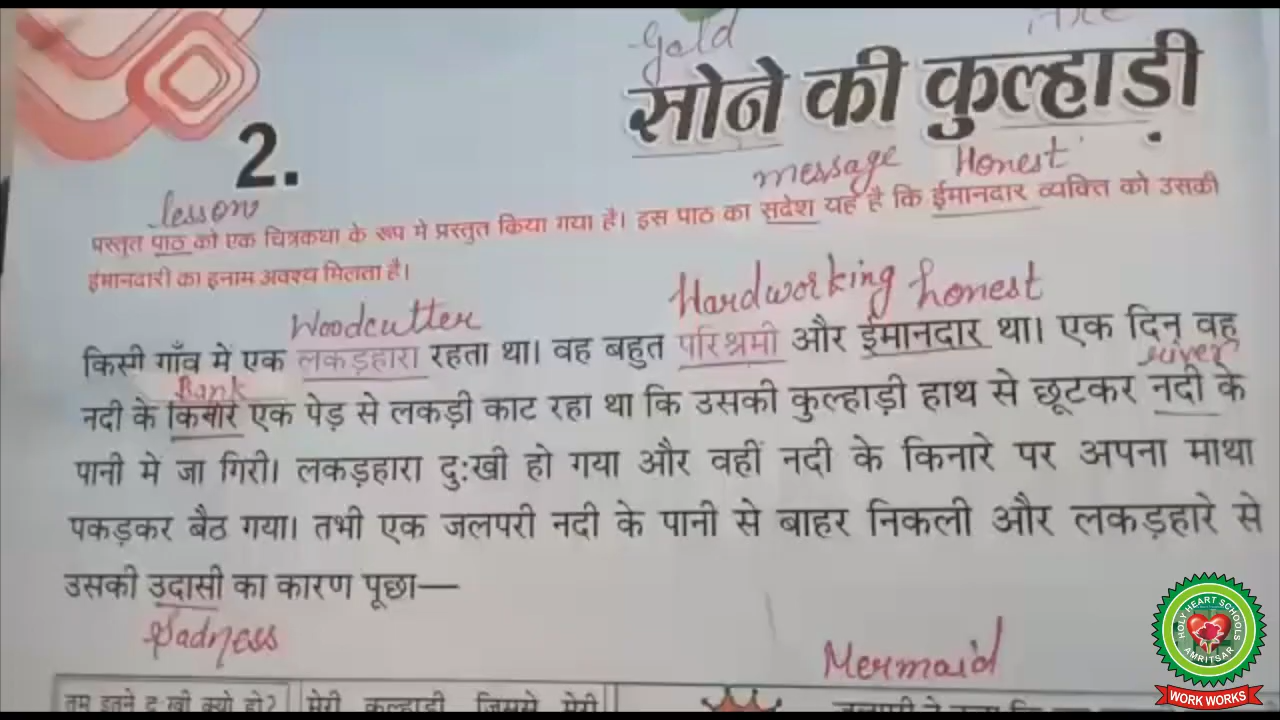 Gold Axe
सोने की कुल्हाड़ी
2.
message Honest
lesson
प्रस्तुत पाठ को एक चित्रकथा के रूप में प्रस्तुत किया गया है। इस पाठ का संदेश यह है कि ईमानदार व्यक्ति को उसकी
ईमानदारी का इनाम अवश्य मिलता है।
Woodcutter Hardworking honest
किसी गाँव में एक लकड़हारा रहता था। वह बहुत परिश्रमी और ईमानदार था। एक दिन वह
Bank river
नदी के किनारे एक पेड़ से लकड़ी काट रहा था कि उसकी कुल्हाड़ी हाथ से छूटकर नदी के
पानी में जा गिरी। लकड़हारा दुःखी हो गया और वहीं नदी के किनारे पर अपना माथा
पकड़कर बैठ गया। तभी एक जलपरी नदी के पानी से बाहर निकली और लकड़हारे से
उसकी उदासी का कारण पूछा—
Sadness Mermaid
तुम इतने दुःखी क्यों हो? मेरी कुल्हाड़ी जिससे मेरी
HOLY HEART SCHOOLS
AMRITSAR
WORK WORKS